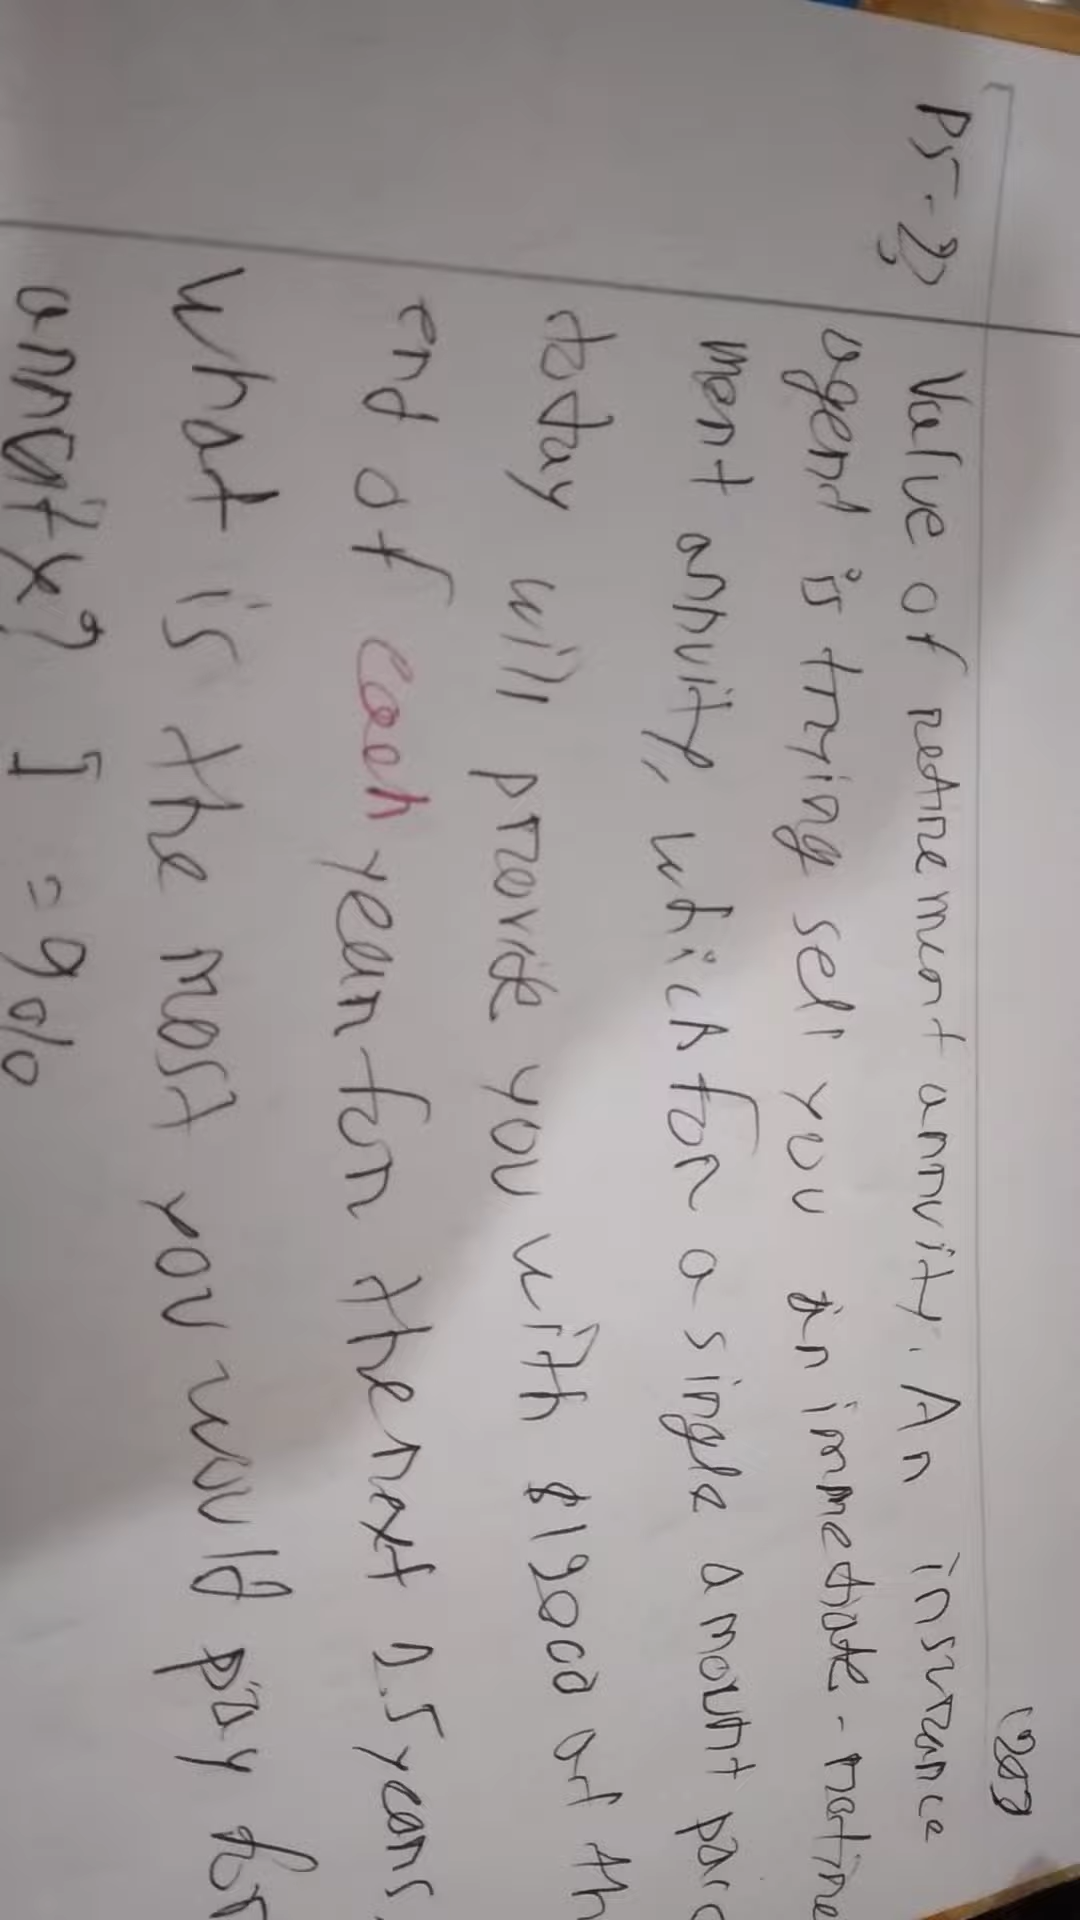 (203
P5-2) Value of retirement annuity. An insurance
agent is trying sell you an immediate-retire
ment annuity, which for a single amount paid
today will provide you with $12000 at th
end of each year for the next 25 years.
What is the most you would pay for
annuity? I = 9%